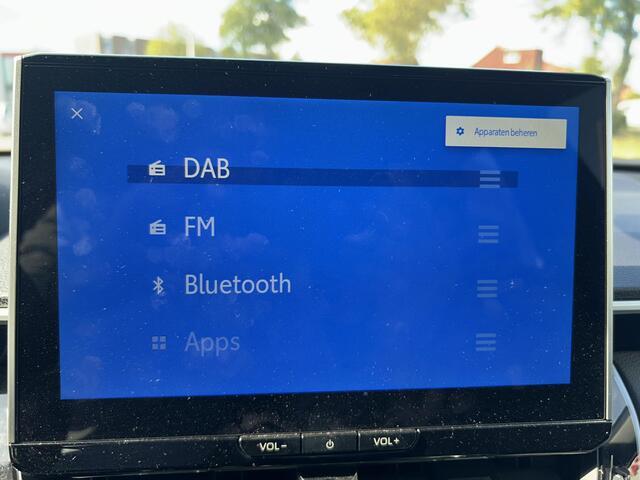 Apparaten beheren
DAB
FM
Bluetooth
Apps
VOL- VOL+